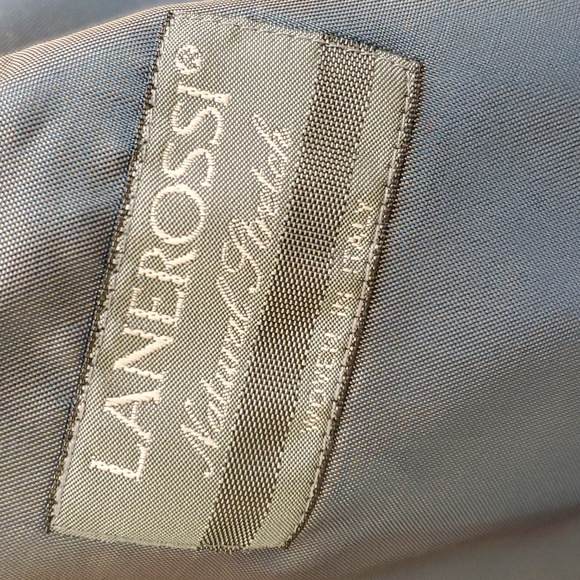 LANEROSSI®
Natural Stretch
WOVEN IN ITALY